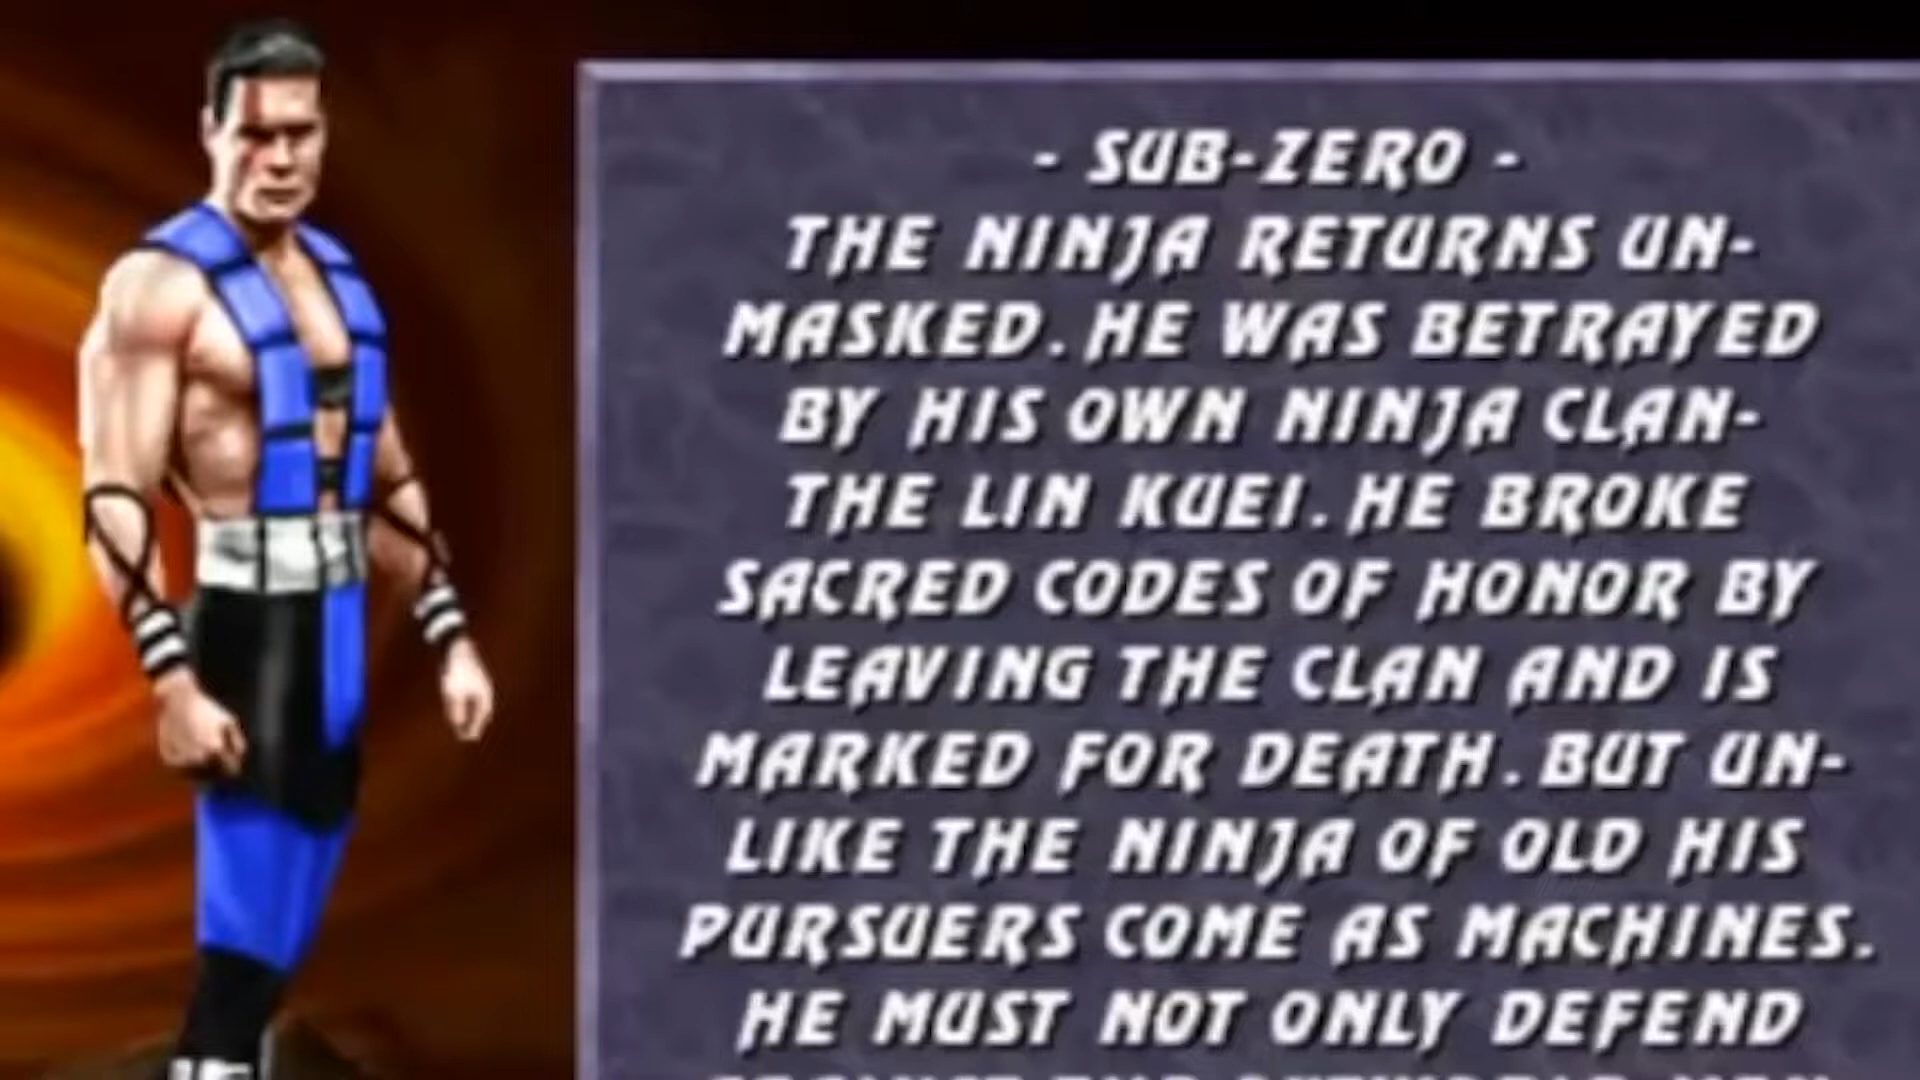 - SUB-ZERO -
THE NINJA RETURNS UN-
MASKED. HE WAS BETRAYED
BY HIS OWN NINJA CLAN-
THE LIN KUEI. HE BROKE
SACRED CODES OF HONOR BY
LEAVING THE CLAN AND IS
MARKED FOR DEATH. BUT UN-
LIKE THE NINJA OF OLD HIS
PURSUERS COME AS MACHINES.
HE MUST NOT ONLY DEFEND